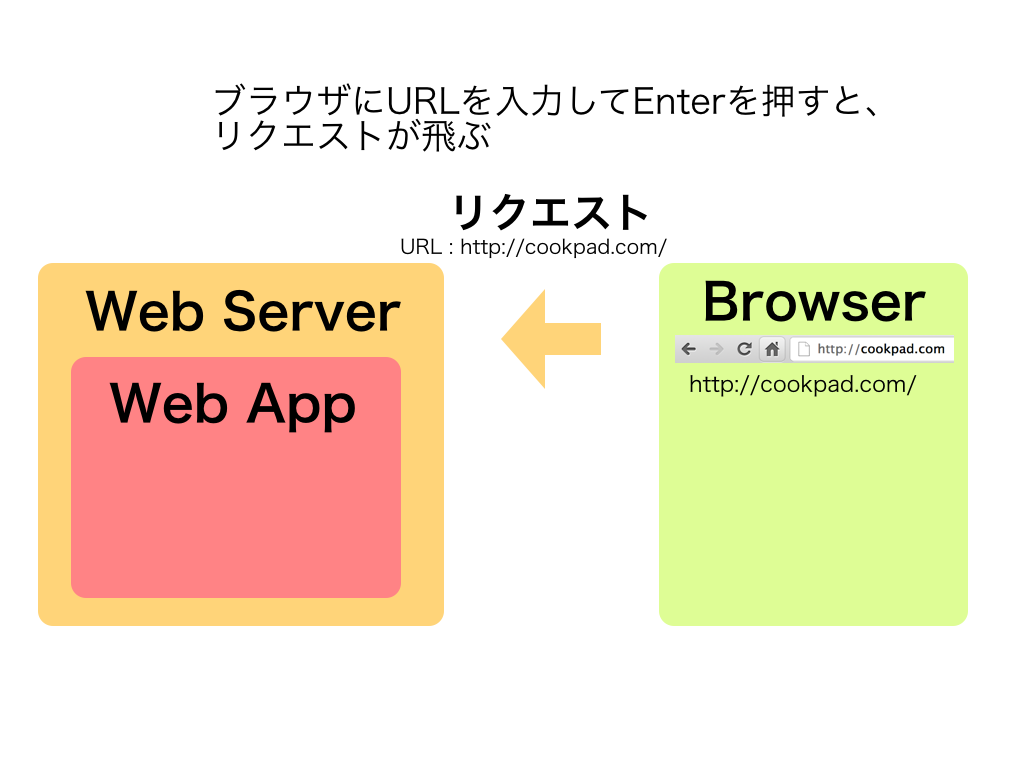 ブラウザにURLを入力してEnterを押すと、
リクエストが飛ぶ
リクエスト
URL : http://cookpad.com/
Web Server
Web App
Browser
http://cookpad.com
http://cookpad.com/